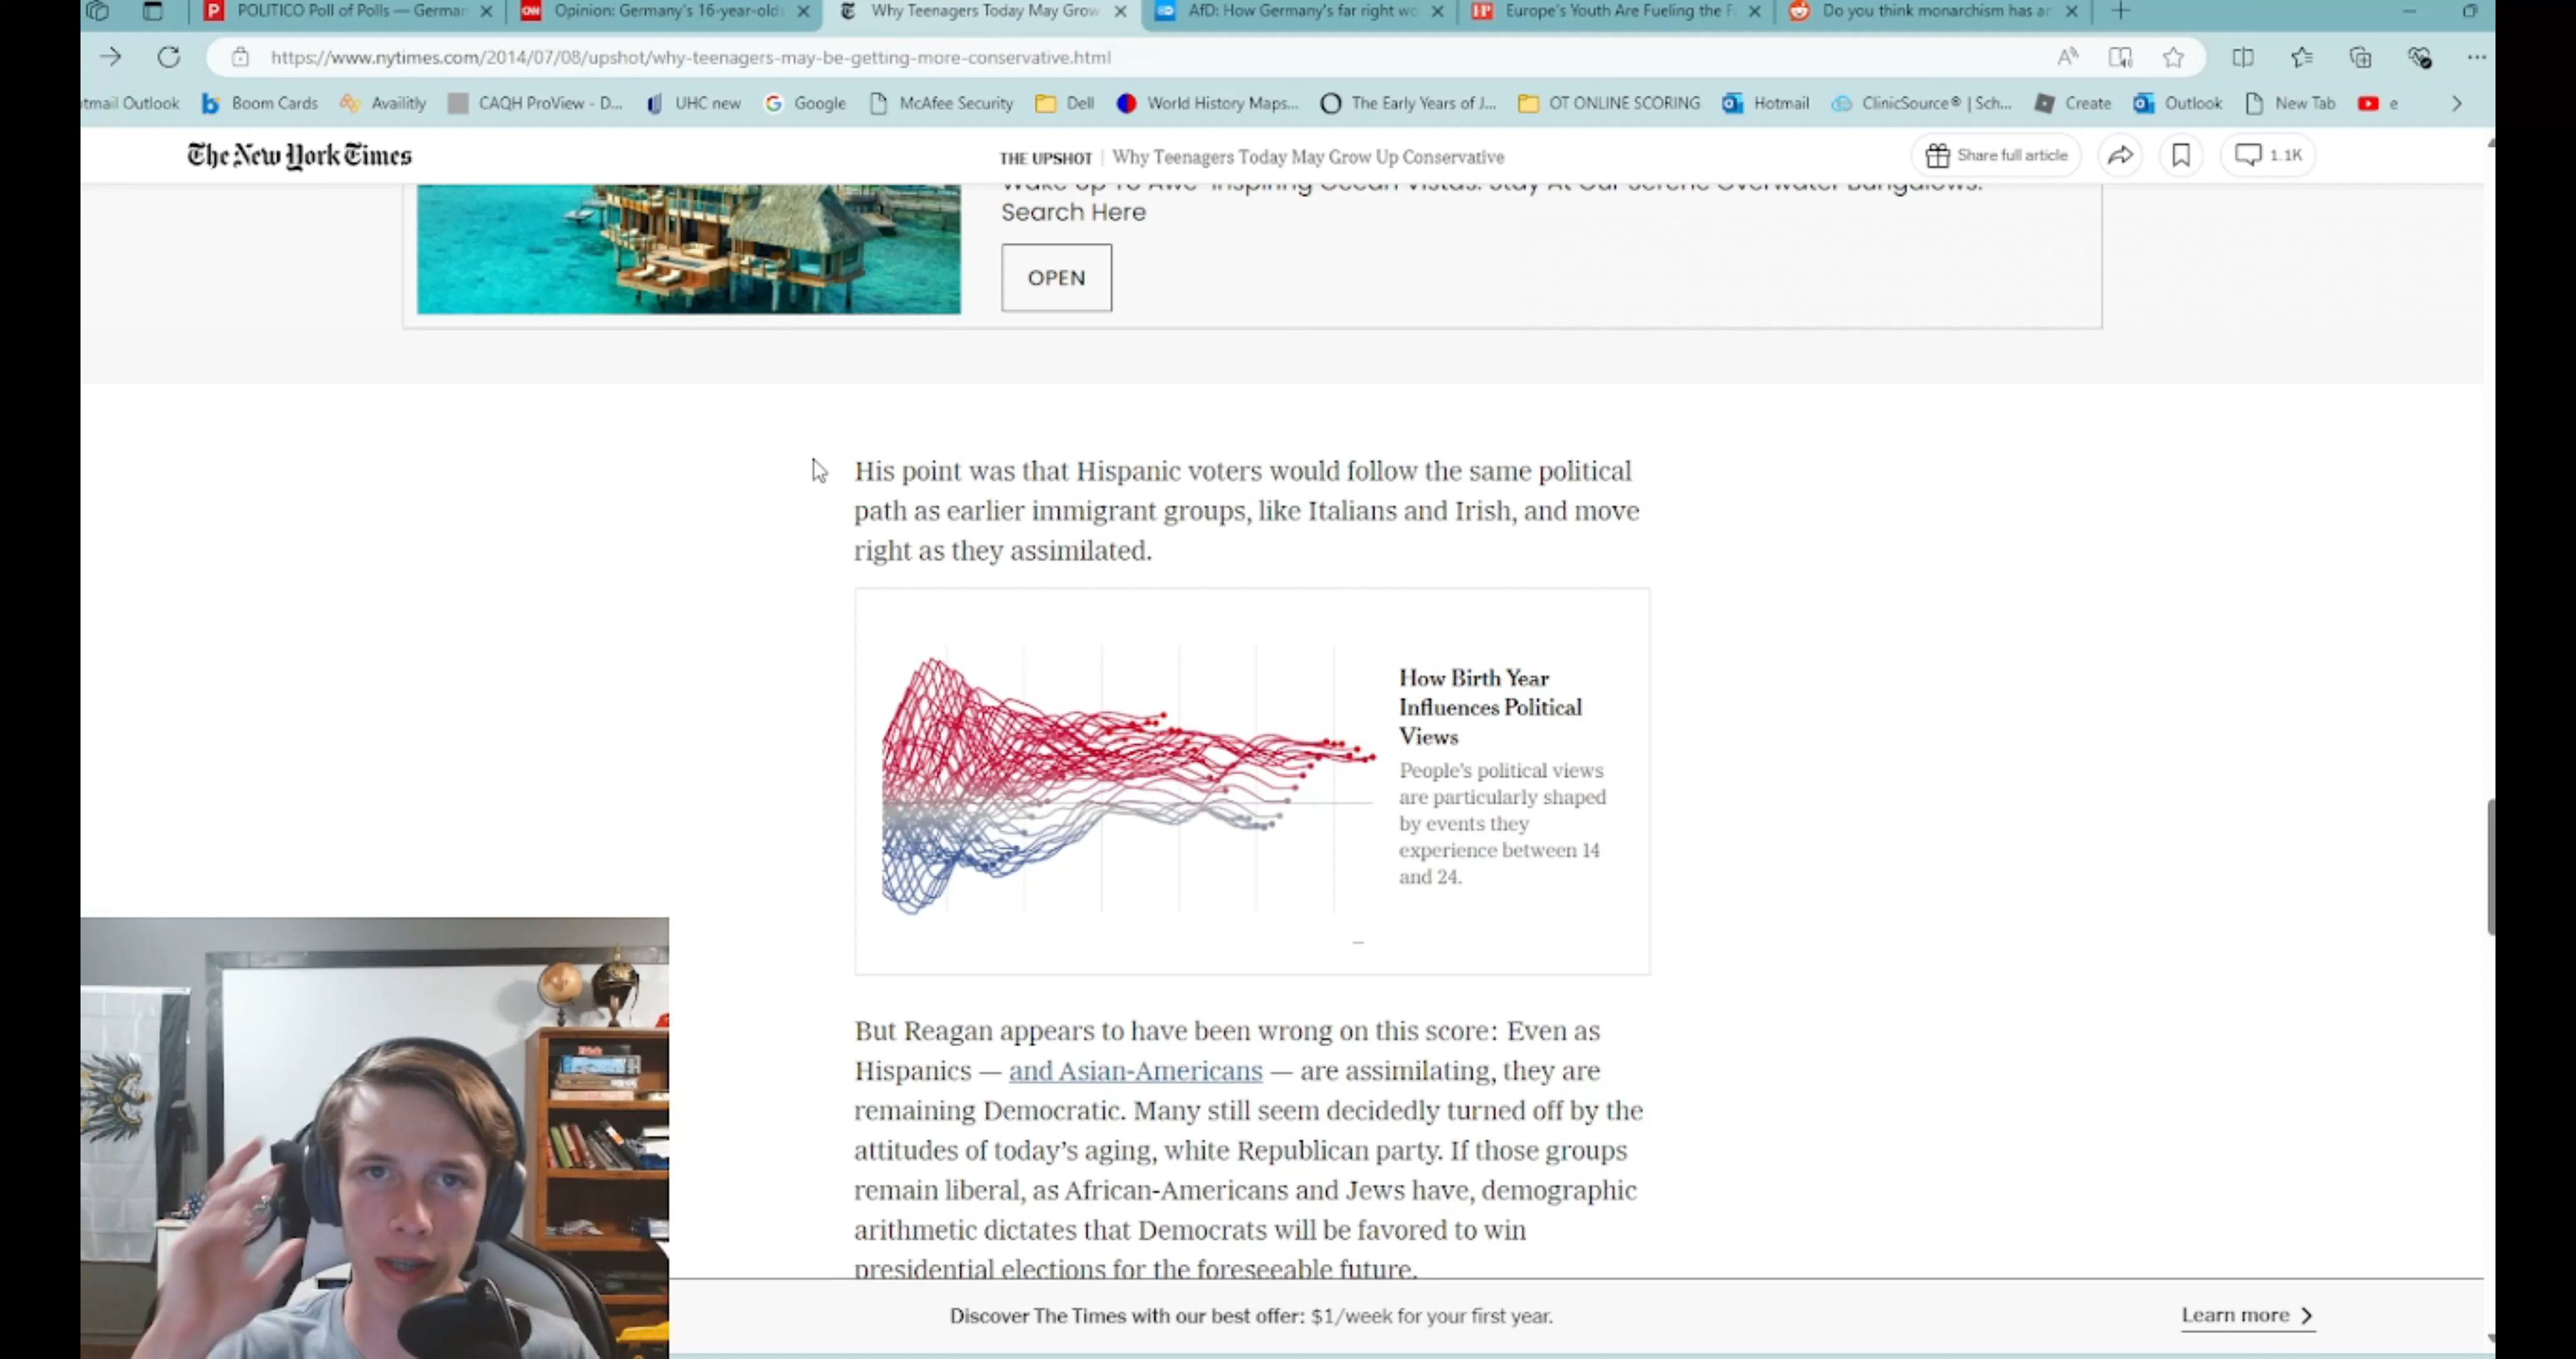 POLITICO Poll of Polls — German
CNN
Opinion: Germany's 16-year-olds
Why Teenagers Today May Grow
AfD: How Germany's far right wo
Europe's Youth Are Fueling the F
Do you think monarchism has a
https://www.nytimes.com/2014/07/08/upshot/why-teenagers-may-be-getting-more-conservative.html
tmail Outlook
Boom Cards
Availitly
CAQH ProView - D...
UHC new
Google
McAfee Security
Dell
World History Maps...
The Early Years of J...
OT ONLINE SCORING
Hotmail
ClinicSource® | Sch...
Create
Outlook
New Tab
e
The New York Times
THE UPSHOT | Why Teenagers Today May Grow Up Conservative
Share full article
1.1K
Wake Up To Awe-Inspiring Ocean Vistas. Stay At Our Serene Overwater Bungalows.
Search Here
OPEN
His point was that Hispanic voters would follow the same political
path as earlier immigrant groups, like Italians and Irish, and move
right as they assimilated.
How Birth Year
Influences Political
Views
People's political views
are particularly shaped
by events they
experience between 14
and 24.
But Reagan appears to have been wrong on this score: Even as
Hispanics — and Asian-Americans — are assimilating, they are
remaining Democratic. Many still seem decidedly turned off by the
attitudes of today's aging, white Republican party. If those groups
remain liberal, as African-Americans and Jews have, demographic
arithmetic dictates that Democrats will be favored to win
presidential elections for the foreseeable future.
Discover The Times with our best offer: $1/week for your first year.
Learn more